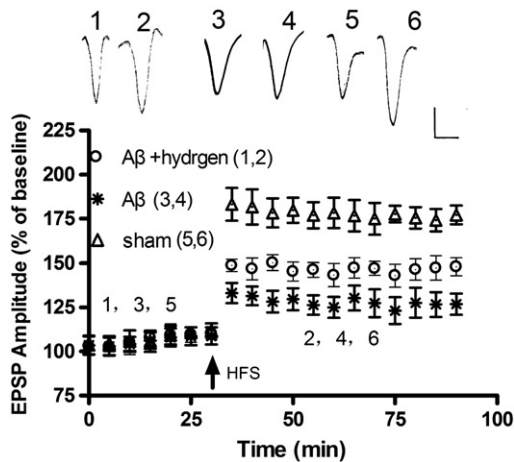 1 2 3 4 5 6
EPSP Amplitude (% of baseline)
225
200
175
150
125
100
75
Aβ +hydrgen (1,2)
Aβ (3,4)
sham (5,6)
1, 3, 5
2, 4, 6
HFS
0 25 50 75 100
Time (min)